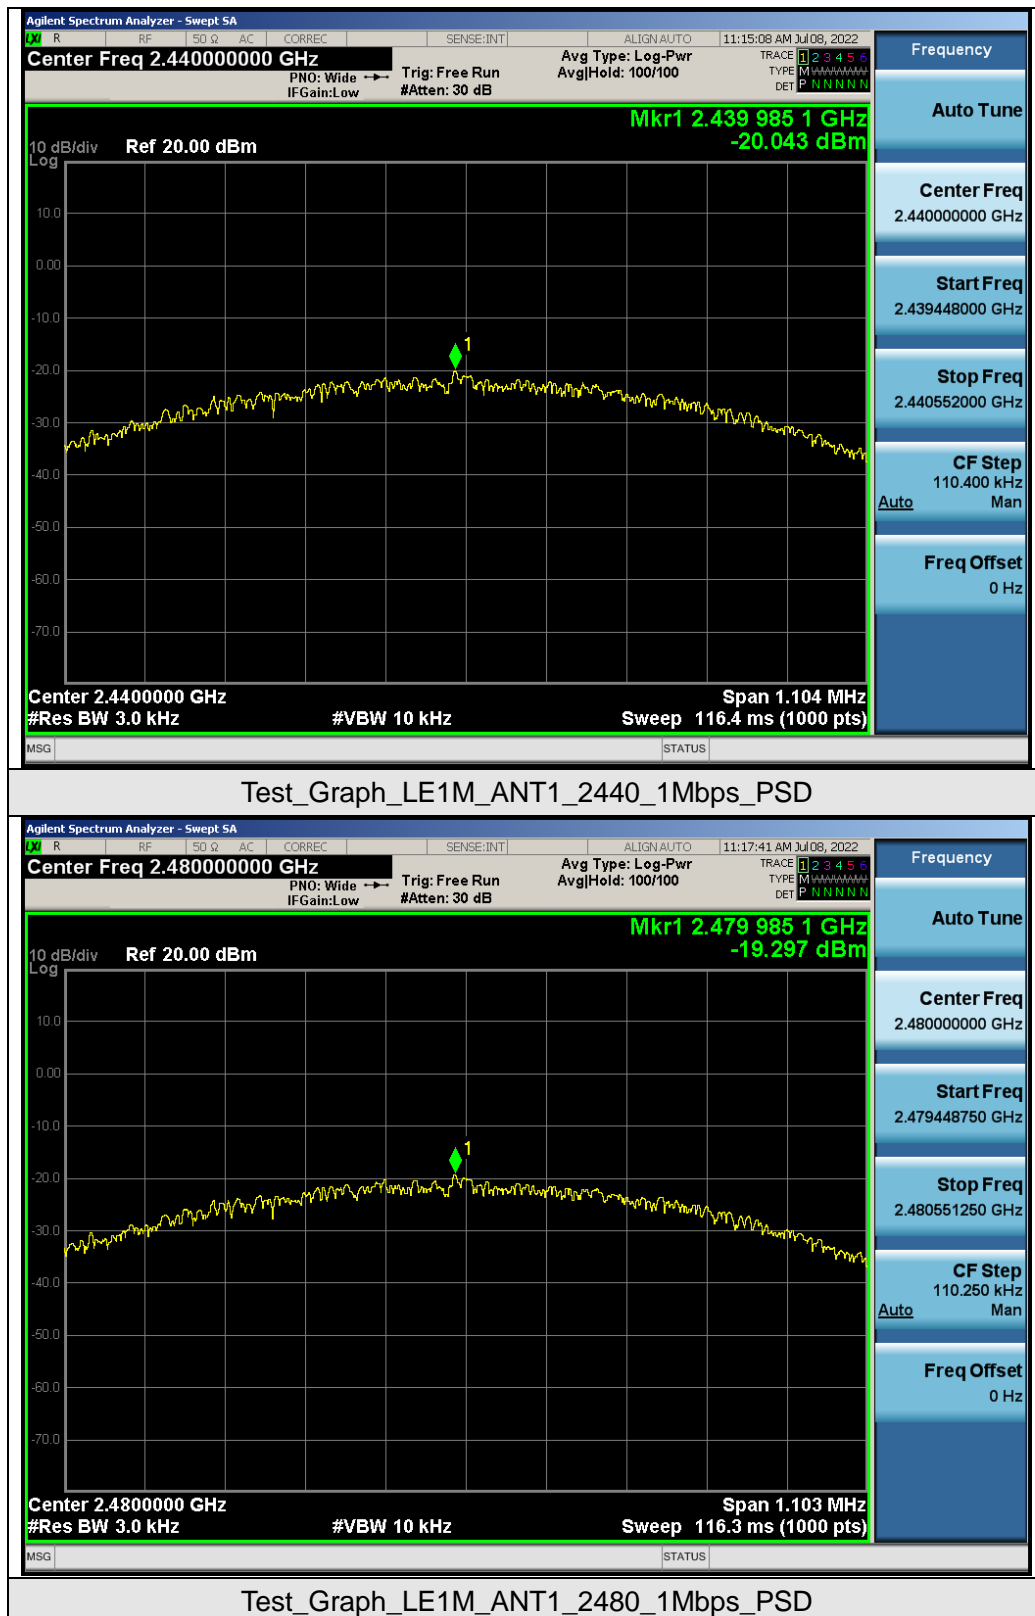 Agilent Spectrum Analyzer - Swept SA
LXI R RF 50 Ω AC CORREC SENSE:INT ALIGN AUTO 11:15:08 AM Jul 08, 2022
Center Freq 2.440000000 GHz
PNO: Wide
IFGain:Low
Trig: Free Run
#Atten: 30 dB
Avg Type: Log-Pwr
Avg|Hold: 100/100
TRACE 1 2 3 4 5 6
TYPE M WWWWW
DET P N N N N N
Frequency
Auto Tune
Center Freq
2.440000000 GHz
Start Freq
2.439448000 GHz
Stop Freq
2.440552000 GHz
CF Step
110.400 kHz
Auto Man
Freq Offset
0 Hz
Mkr1 2.439 985 1 GHz
-20.043 dBm
10 dB/div Ref 20.00 dBm
Log
10.0
0.00
-10.0
1
-20.0
-30.0
-40.0
-50.0
-60.0
-70.0
Center 2.4400000 GHz Span 1.104 MHz
#Res BW 3.0 kHz #VBW 10 kHz Sweep 116.4 ms (1000 pts)
MSG STATUS
Test_Graph_LE1M_ANT1_2440_1Mbps_PSD
Agilent Spectrum Analyzer - Swept SA
LXI R RF 50 Ω AC CORREC SENSE:INT ALIGN AUTO 11:17:41 AM Jul 08, 2022
Center Freq 2.480000000 GHz
PNO: Wide
IFGain:Low
Trig: Free Run
#Atten: 30 dB
Avg Type: Log-Pwr
Avg|Hold: 100/100
TRACE 1 2 3 4 5 6
TYPE M WWWWW
DET P N N N N N
Frequency
Auto Tune
Center Freq
2.480000000 GHz
Start Freq
2.479448750 GHz
Stop Freq
2.480551250 GHz
CF Step
110.250 kHz
Auto Man
Freq Offset
0 Hz
Mkr1 2.479 985 1 GHz
-19.297 dBm
10 dB/div Ref 20.00 dBm
Log
10.0
0.00
-10.0
1
-20.0
-30.0
-40.0
-50.0
-60.0
-70.0
Center 2.4800000 GHz Span 1.103 MHz
#Res BW 3.0 kHz #VBW 10 kHz Sweep 116.3 ms (1000 pts)
MSG STATUS
Test_Graph_LE1M_ANT1_2480_1Mbps_PSD